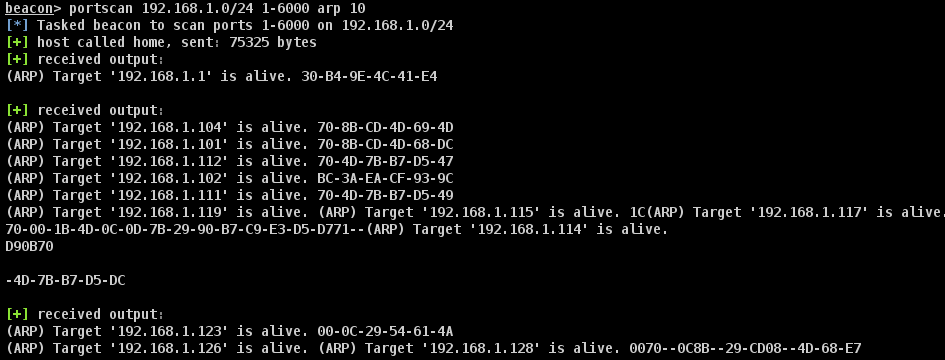 beacon> portscan 192.168.1.0/24 1-6000 arp 10
[*] Tasked beacon to scan ports 1-6000 on 192.168.1.0/24
[+] host called home, sent: 75325 bytes
[+] received output:
(ARP) Target '192.168.1.1' is alive. 30-B4-9E-4C-41-E4
[+] received output:
(ARP) Target '192.168.1.104' is alive. 70-8B-CD-4D-69-4D
(ARP) Target '192.168.1.101' is alive. 70-8B-CD-4D-68-DC
(ARP) Target '192.168.1.112' is alive. 70-4D-7B-B7-D5-47
(ARP) Target '192.168.1.102' is alive. BC-3A-EA-CF-93-9C
(ARP) Target '192.168.1.111' is alive. 70-4D-7B-B7-D5-49
(ARP) Target '192.168.1.119' is alive. (ARP) Target '192.168.1.115' is alive. 1C(ARP) Target '192.168.1.117' is alive.
70-00-1B-4D-0C-0D-7B-29-90-B7-C9-E3-D5-D771--(ARP) Target '192.168.1.114' is alive.
D90B70
-4D-7B-B7-D5-DC
[+] received output:
(ARP) Target '192.168.1.123' is alive. 00-0C-29-54-61-4A
(ARP) Target '192.168.1.126' is alive. (ARP) Target '192.168.1.128' is alive. 0070--0C8B--29-CD08--4D-68-E7